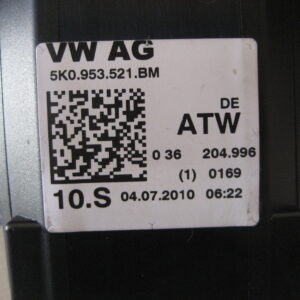 VW AG
5K0.953.521.BM
DE
ATW
0 36 204.996
(1) 0169
10.S 04.07.2010 06:22